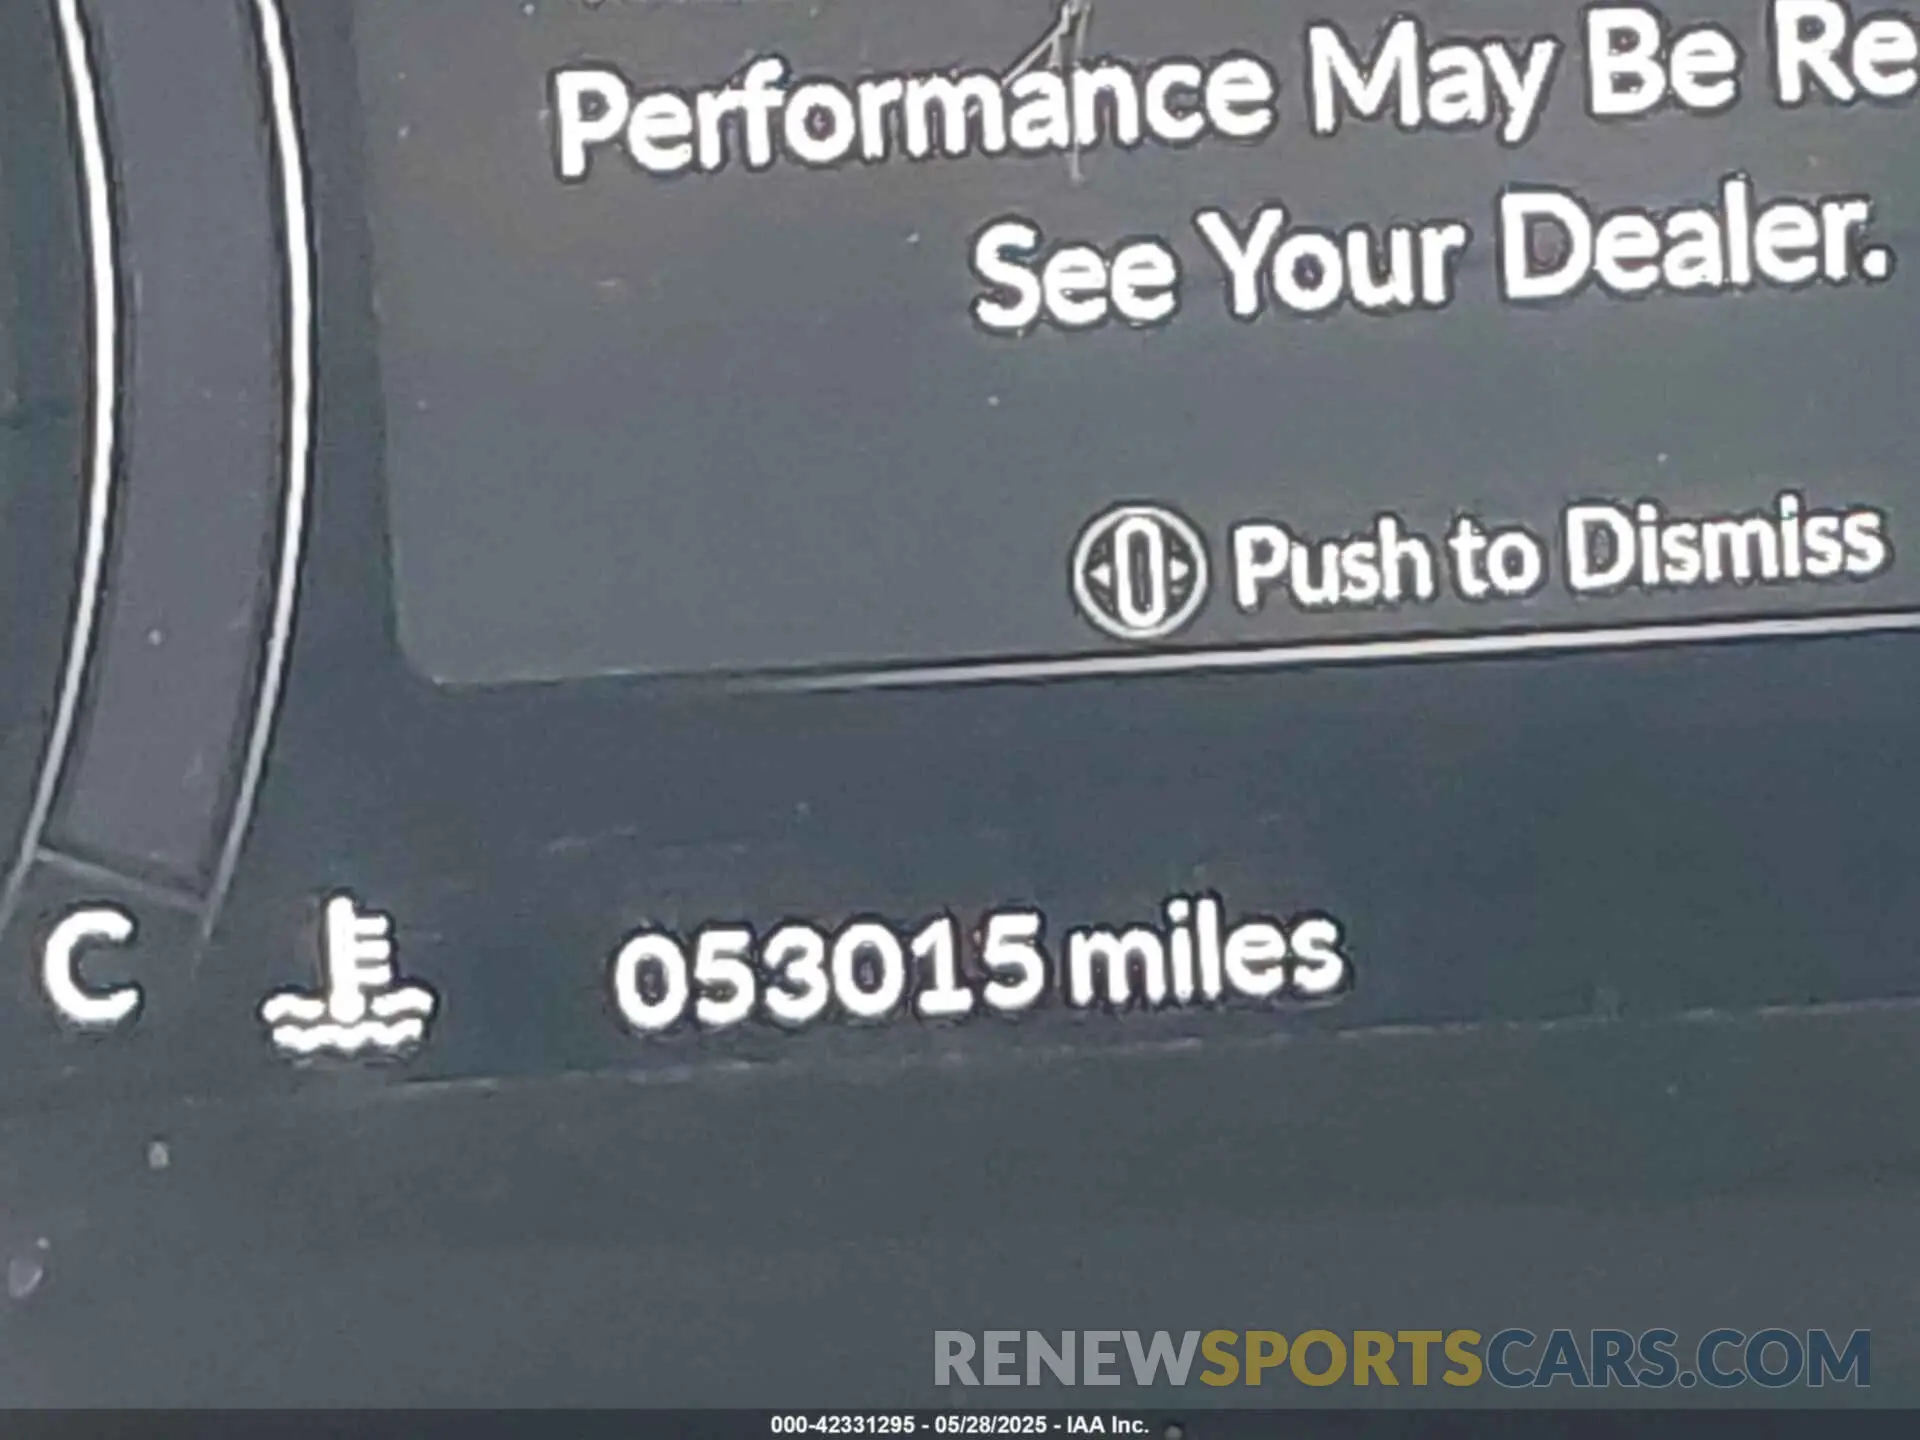 Performance May Be Re
See Your Dealer.
Push to Dismiss
C
053015 miles
RENEWSPORTSCARS.COM
000-42331295 - 05/28/2025 - IAA Inc.